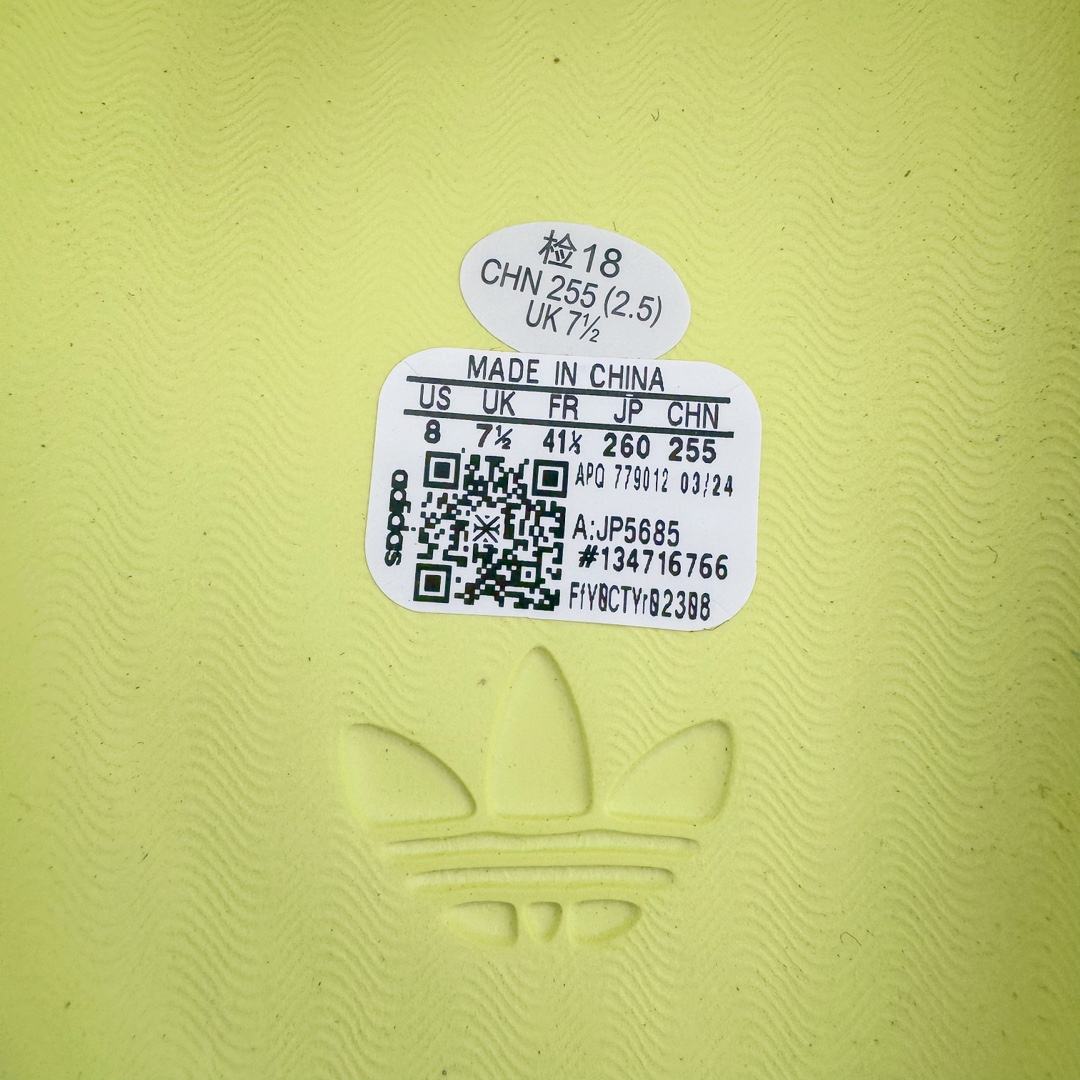 检18
CHN 255 (2.5)
UK 7½
MADE IN CHINA
US UK FR JP CHN
8 7½ 41⅓ 260 255
APQ 779012 03/24
A:JP5685
#134716766
FfY0CTYr02308
adidas